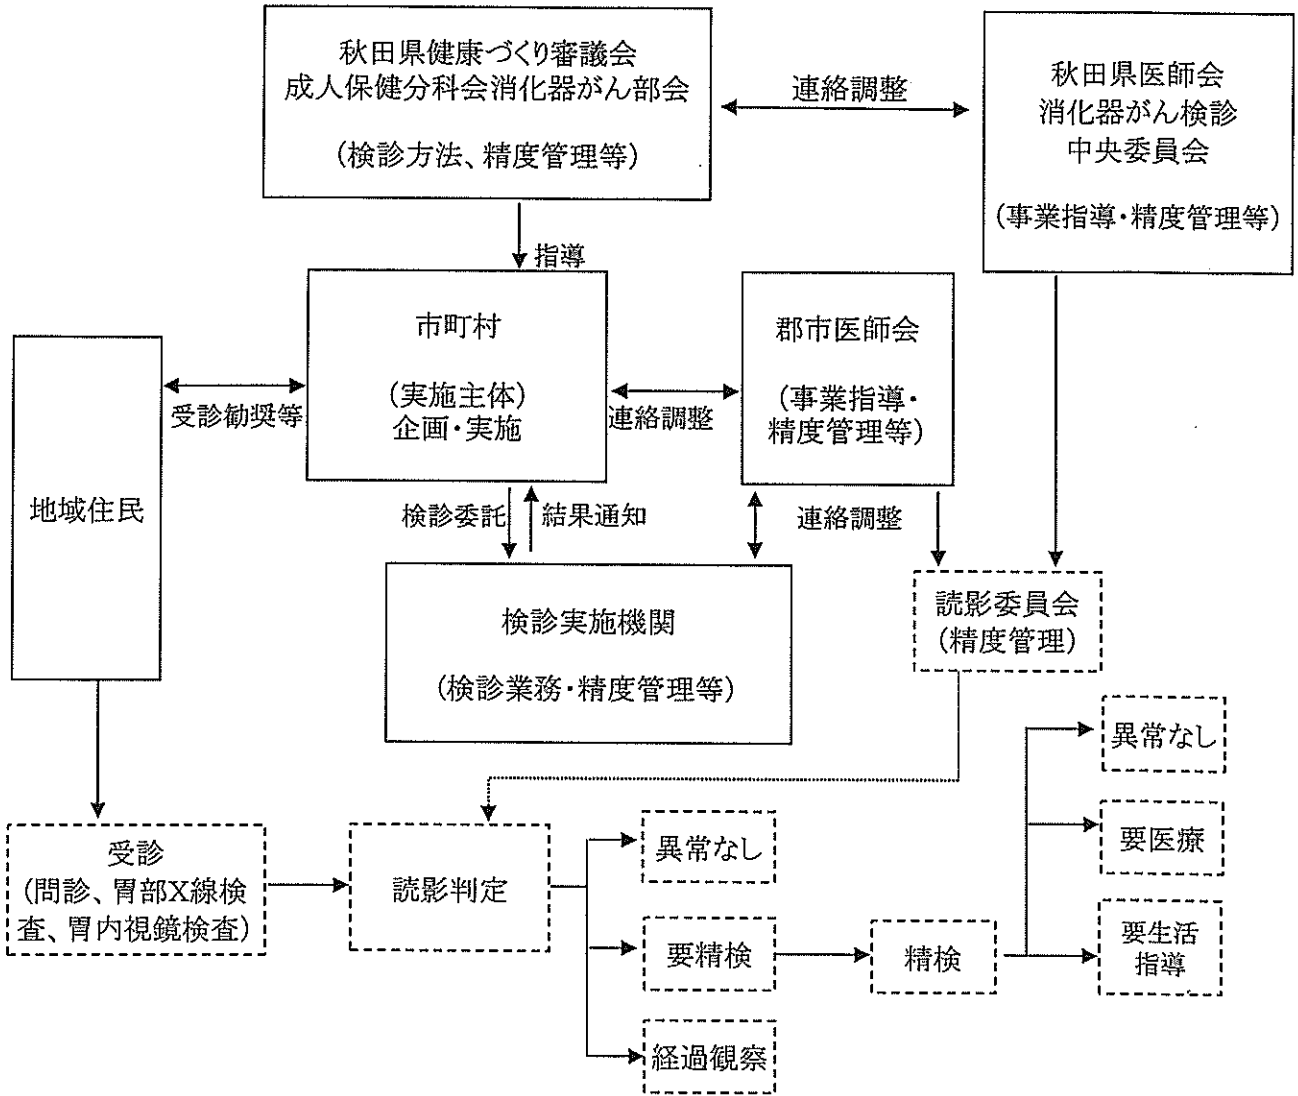 秋田県健康づくり審議会
成人保健分科会消化器がん部会
(検診方法、精度管理等)
連絡調整
秋田県医師会
消化器がん検診
中央委員会
(事業指導・精度管理等)
指導
市町村
(実施主体)
企画・実施
郡市医師会
(事業指導・
精度管理等)
受診勧奨等
連絡調整
地域住民
検診委託
結果通知
連絡調整
検診実施機関
(検診業務・精度管理等)
読影委員会
(精度管理)
受診
(問診、胃部X線検
査、胃内視鏡検査)
読影判定
異常なし
要精検
経過観察
精検
異常なし
要医療
要生活
指導